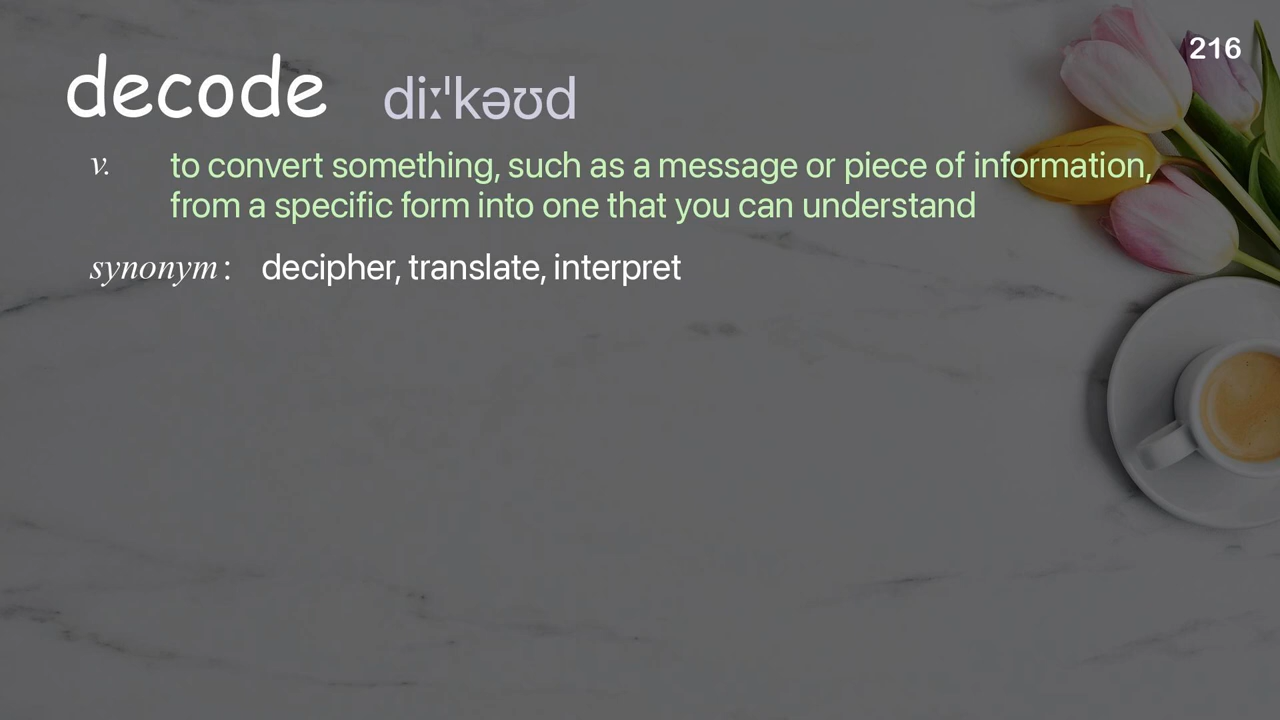 216
decode diːˈkəʊd
v. to convert something, such as a message or piece of information,
from a specific form into one that you can understand
synonym: decipher, translate, interpret